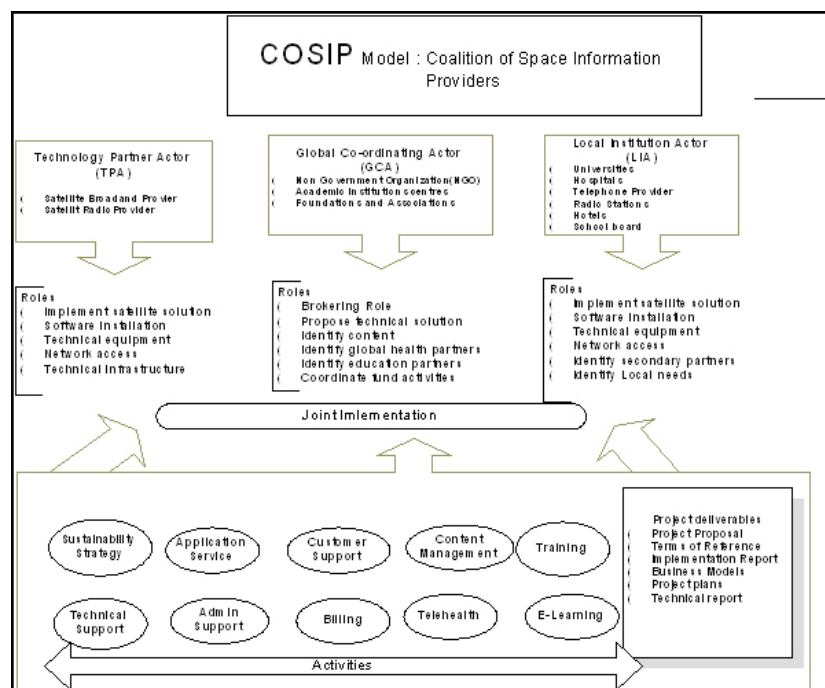 COSIP Model : Coalition of Space Information
Providers
Technology Partner Actor
(TPA)
( Satellite Broadand Provier
( Satellit Radio Provider
Global Co-ordinating Actor
(GCA)
( Non Government Organization(NGO)
( Academic Institution scentres
( Foundations and Associations
Local Institution Actor
(LIA)
( Universities
( Hospitals
( Telephone Provider
( Radio Stations
( Hotels
( School board
Roles
( Implement satellite solution
( Software Installation
( Technical equipment
( Network access
( Technical Infrastructure
Roles
( Brokering Role
( Propose technical solution
( Identify content
( Identify global health partners
( Identify education partners
( Coordinate fund activities
Roles
( Implement satellite solution
( Software Installation
( Technical equipment
( Network access
( Identify secondary partners
( Identify Local needs
Joint Imlementation
Sustainability
Strategy
Application
Service
Customer
Support
Content
Management
Training
Technical
Support
Admin
Support
Billing
Telehealth
E-Learning
Project deliverables
( Project Proposal
( Terms of Reference
( Implementation Report
( Business Models
( Project plans
( Technical report
Activities